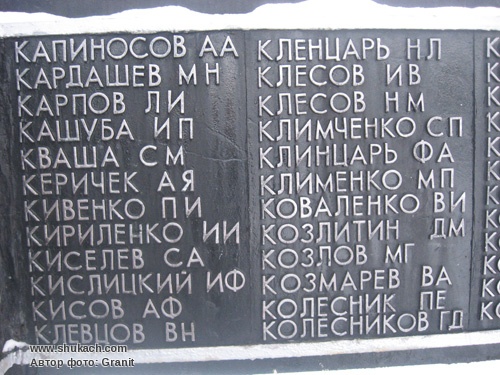 КАПИНОСОВ АА
КАРДАШЕВ МН
КАРПОВ ЛИ
КАШУБА ИП
КВАША СМ
КЕРИЧЕК АЯ
КИВЕНКО ПИ
КИРИЛЕНКО ИИ
КИСЕЛЕВ СА
КИСЛИЦКИЙ ИФ
КИСОВ АФ
КЛЕВЦОВ ВН
КЛЕНЦАРЬ НЛ
КЛЕСОВ ИВ
КЛЕСОВ НМ
КЛИМЧЕНКО СП
КЛИНЦАРЬ ФА
КЛИМЕНКО МП
КОВАЛЕНКО ВИ
КОЗЛИТИН ДМ
КОЗЛОВ МГ
КОЗМАРЕВ ВА
КОЛЕСНИК ПЕ
КОЛЕСНИКОВ ГД
www.shukach.com
Автор фото: Granit